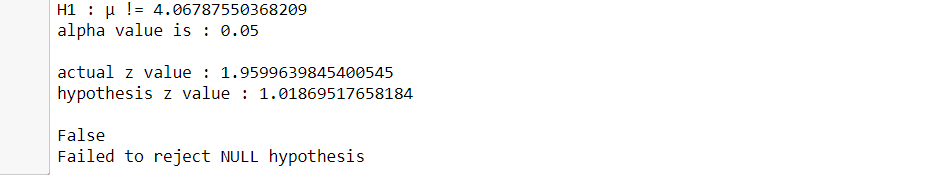 H1 : μ != 4.06787550368209
alpha value is : 0.05
actual z value : 1.9599639845400545
hypothesis z value : 1.01869517658184
False
Failed to reject NULL hypothesis